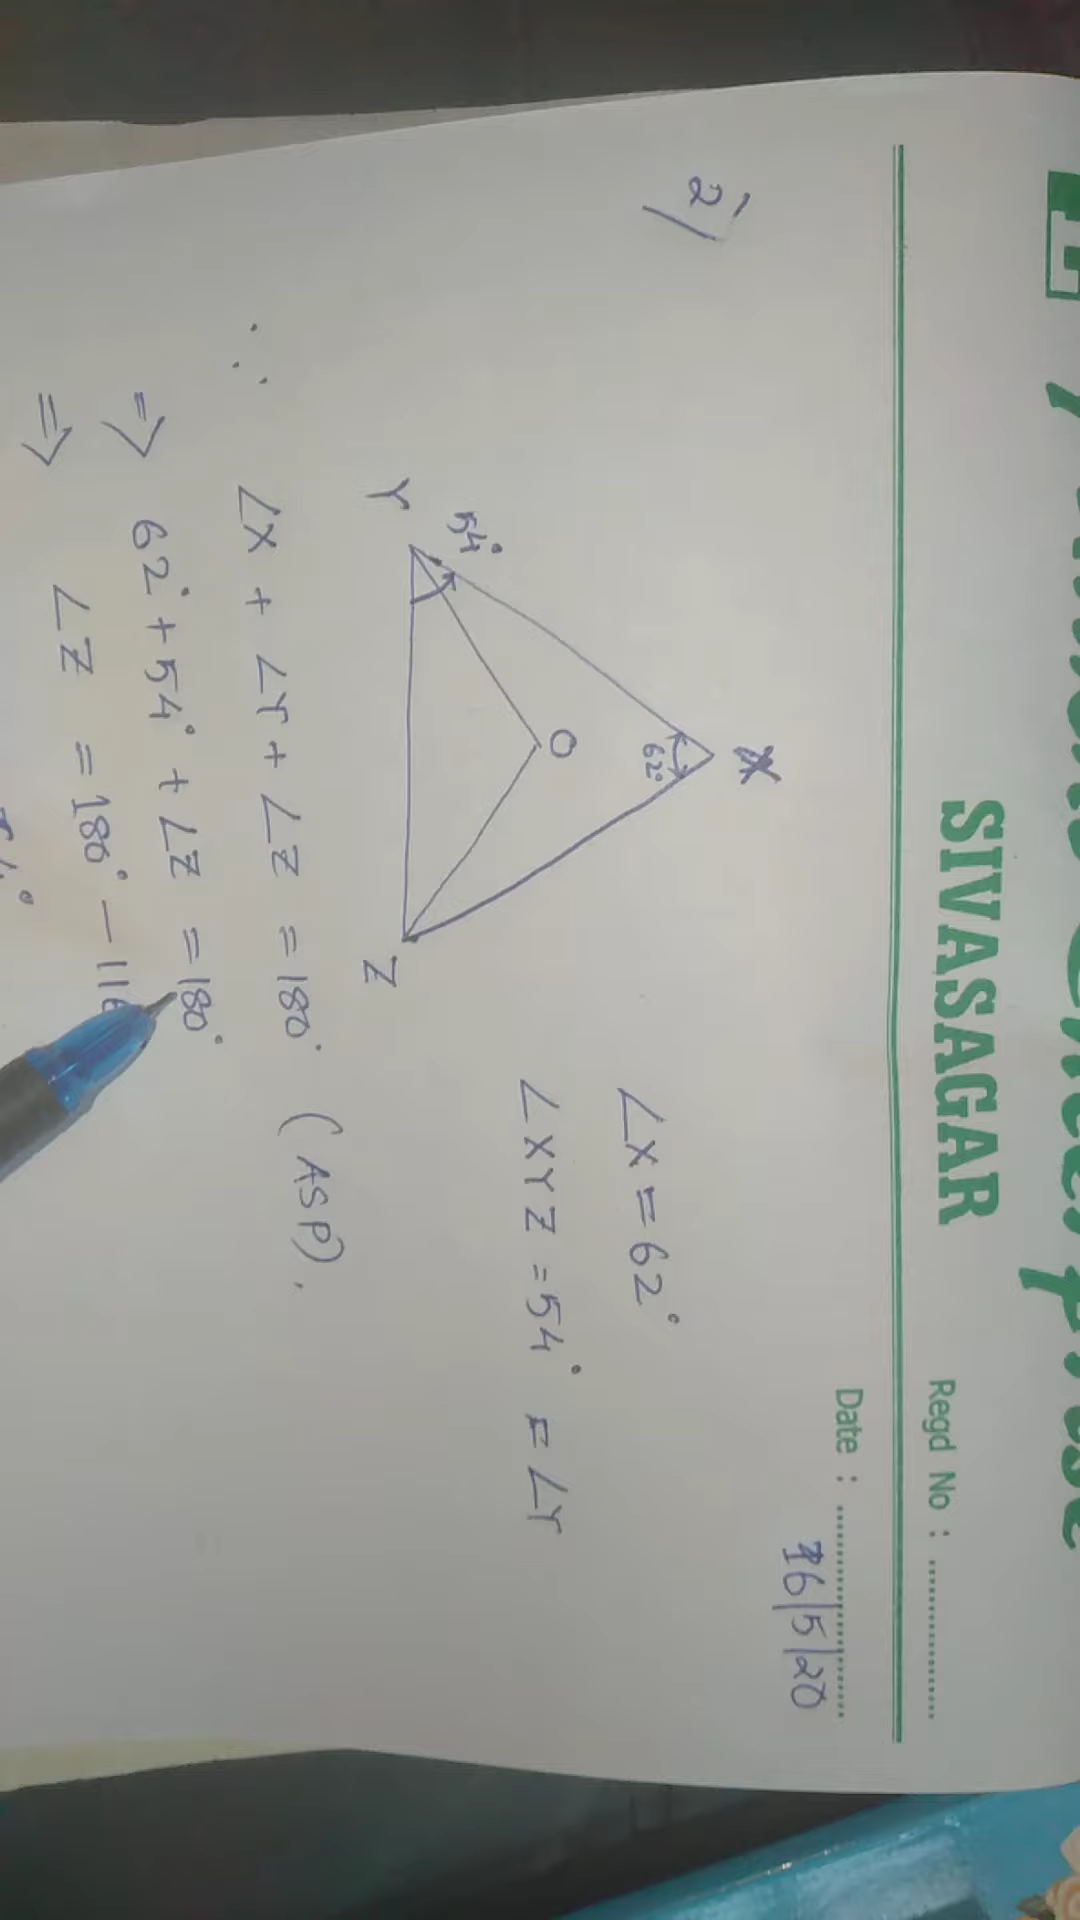 SIVASAGAR
Regd No : ....................
Date : ....................
16/5/20
2)
X
62°
54°
O
Y
Z
∠X = 62°
∠XYZ = 54° = ∠Y
∵ ∠X + ∠Y + ∠Z = 180° (ASP).
⇒ 62° + 54° + ∠Z = 180°
⇒ ∠Z = 180° - 116